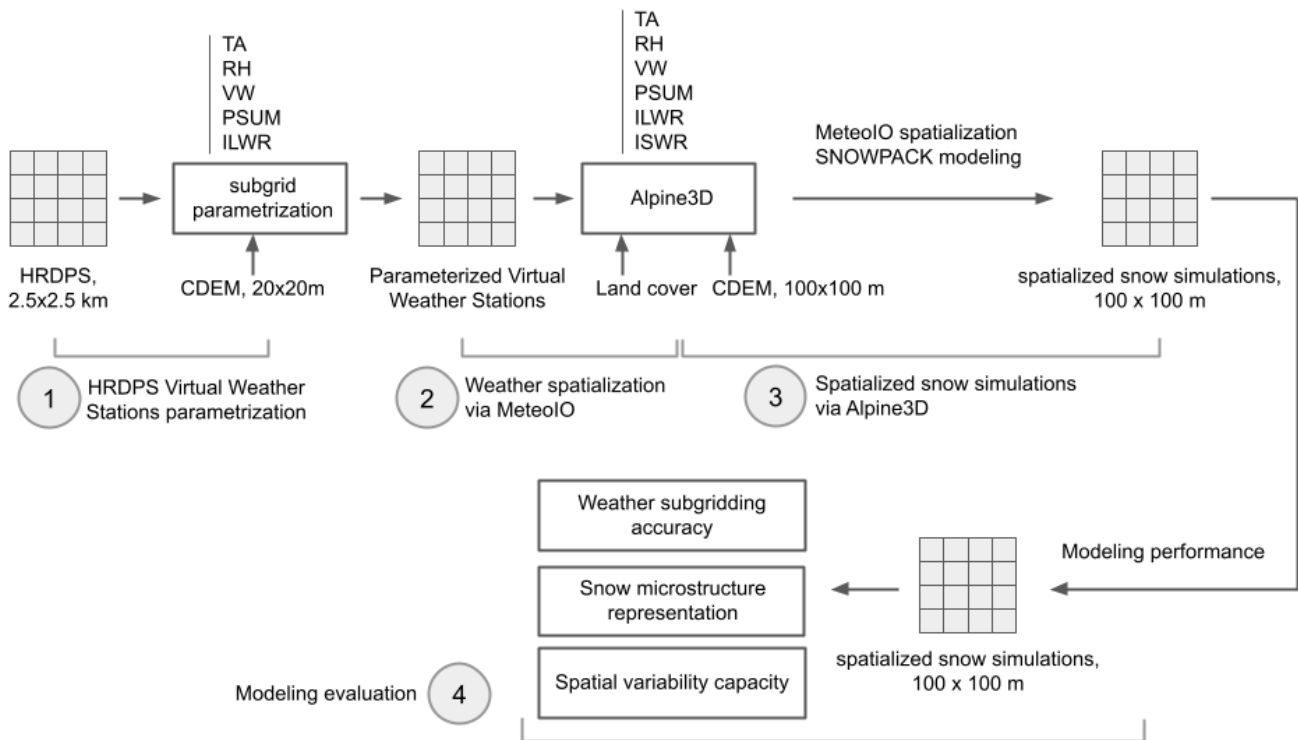 TA
RH
VW
PSUM
ILWR
TA
RH
VW
PSUM
ILWR
ISWR
subgrid
parametrization
Alpine3D
MeteoIO spatialization
SNOWPACK modeling
HRDPS,
2.5x2.5 km
CDEM, 20x20m
Parameterized Virtual
Weather Stations
Land cover
CDEM, 100x100 m
spatialized snow simulations,
100 x 100 m
1
HRDPS Virtual Weather
Stations parametrization
2
Weather spatialization
via MeteoIO
3
Spatialized snow simulations
via Alpine3D
Weather subgridding
accuracy
Snow microstructure
representation
Spatial variability capacity
Modeling performance
spatialized snow simulations,
100 x 100 m
Modeling evaluation
4